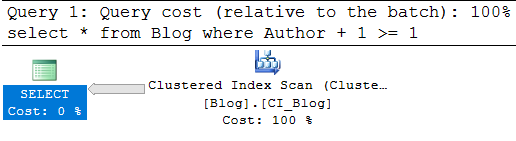 Query 1: Query cost (relative to the batch): 100%
select * from Blog where Author + 1 >= 1
SELECT
Cost: 0 %
Clustered Index Scan (Cluste…
[Blog].[CI_Blog]
Cost: 100 %